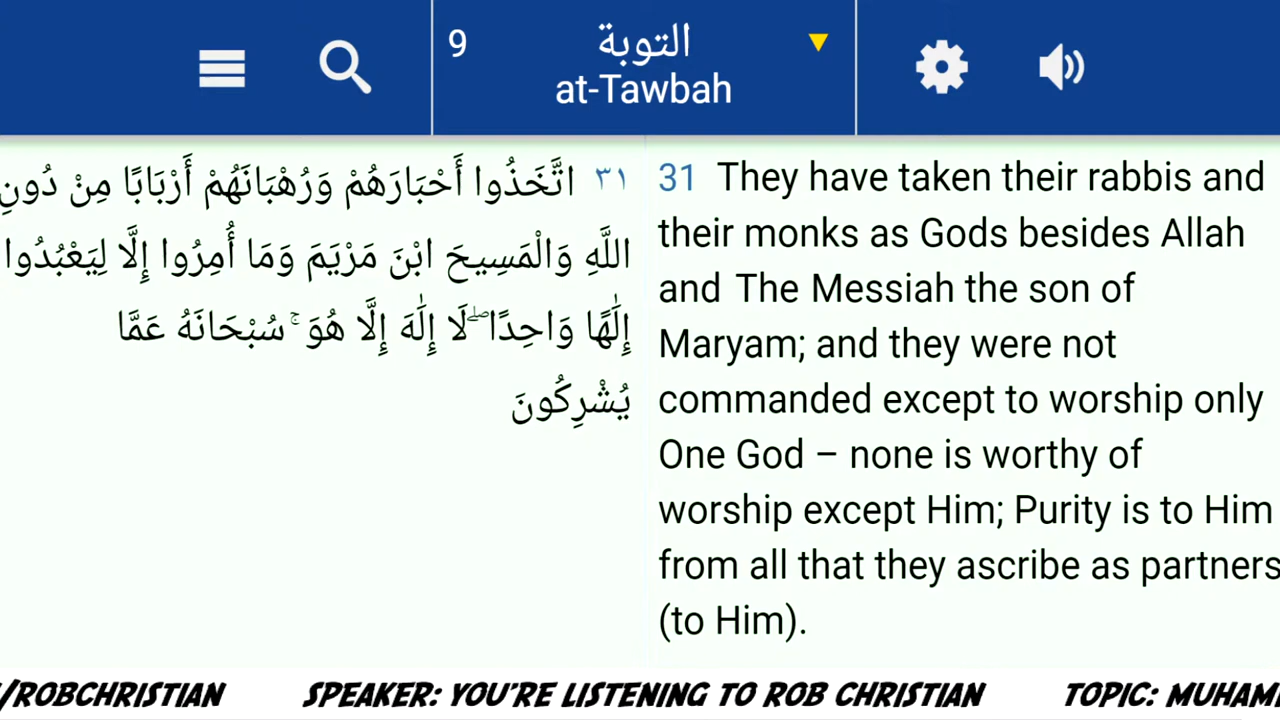 9
التوبة
at-Tawbah
٣١ اتَّخَذُوا أَحْبَارَهُمْ وَرُهْبَانَهُمْ أَرْبَابًا مِنْ دُونِ
اللَّهِ وَالْمَسِيحَ ابْنَ مَرْيَمَ وَمَا أُمِرُوا إِلَّا لِيَعْبُدُوا
إِلَٰهًا وَاحِدًا ۖ لَا إِلَٰهَ إِلَّا هُوَ ۚ سُبْحَانَهُ عَمَّا
يُشْرِكُونَ
31 They have taken their rabbis and
their monks as Gods besides Allah
and The Messiah the son of
Maryam; and they were not
commanded except to worship only
One God – none is worthy of
worship except Him; Purity is to Him
from all that they ascribe as partners
(to Him).
/ROBCHRISTIAN SPEAKER: YOU'RE LISTENING TO ROB CHRISTIAN TOPIC: MUHAM